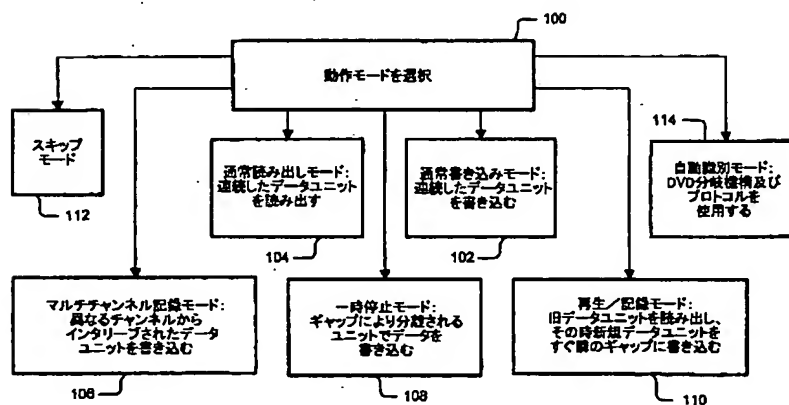 100
動作モードを選択
114
スキップ
モード
112
通常読み出しモード:
連続したデータユニット
を読み出す
104
通常書き込みモード:
連続したデータユニット
を書き込む
102
自動識別モード:
DVD分岐機構及び
プロトコルを
使用する
マルチチャンネル記録モード:
異なるチャンネルから
インタリーブされたデータ
ユニットを書き込む
106
一時停止モード:
ギャップにより分離される
ユニットでデータを
書き込む
108
再生/記録モード:
旧データユニットを読み出し、
その時新規データユニットを
すぐ隣のギャップに書き込む
110